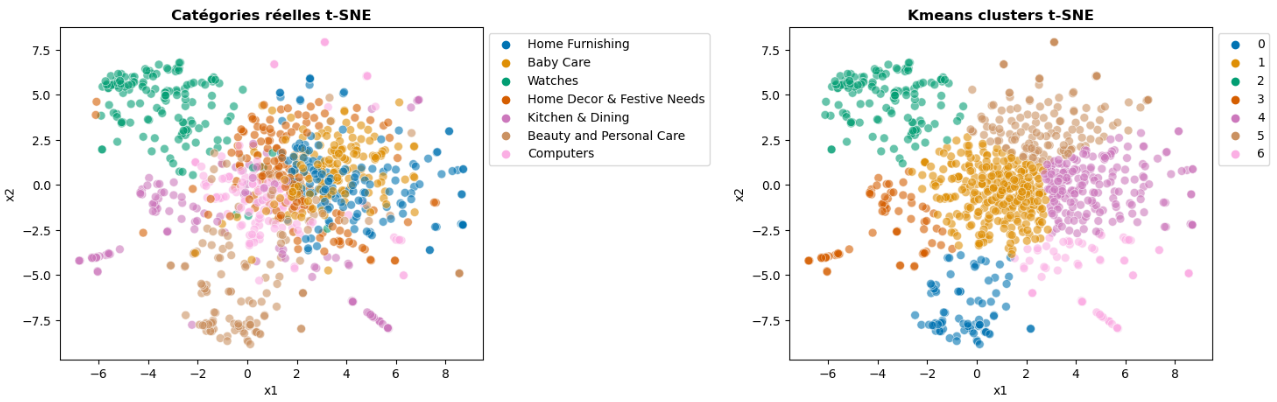 Catégories réelles t-SNE
x2
7.5
5.0
2.5
0.0
−2.5
−5.0
−7.5
−6 −4 −2 0 2 4 6 8
x1
Home Furnishing
Baby Care
Watches
Home Decor & Festive Needs
Kitchen & Dining
Beauty and Personal Care
Computers
Kmeans clusters t-SNE
x2
7.5
5.0
2.5
0.0
−2.5
−5.0
−7.5
−6 −4 −2 0 2 4 6 8
x1
0
1
2
3
4
5
6